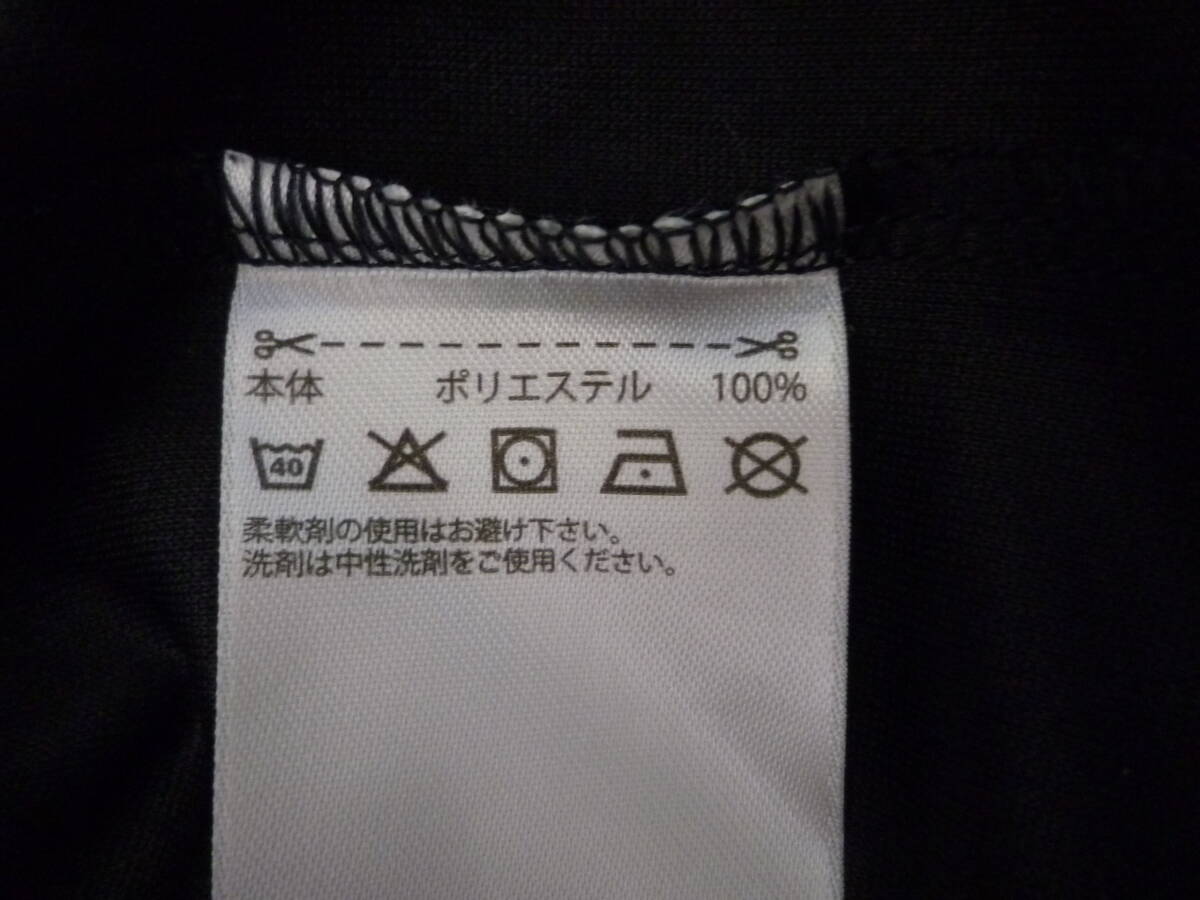 本体 ポリエステル 100%
40
柔軟剤の使用はお避け下さい。
洗剤は中性洗剤をご使用ください。